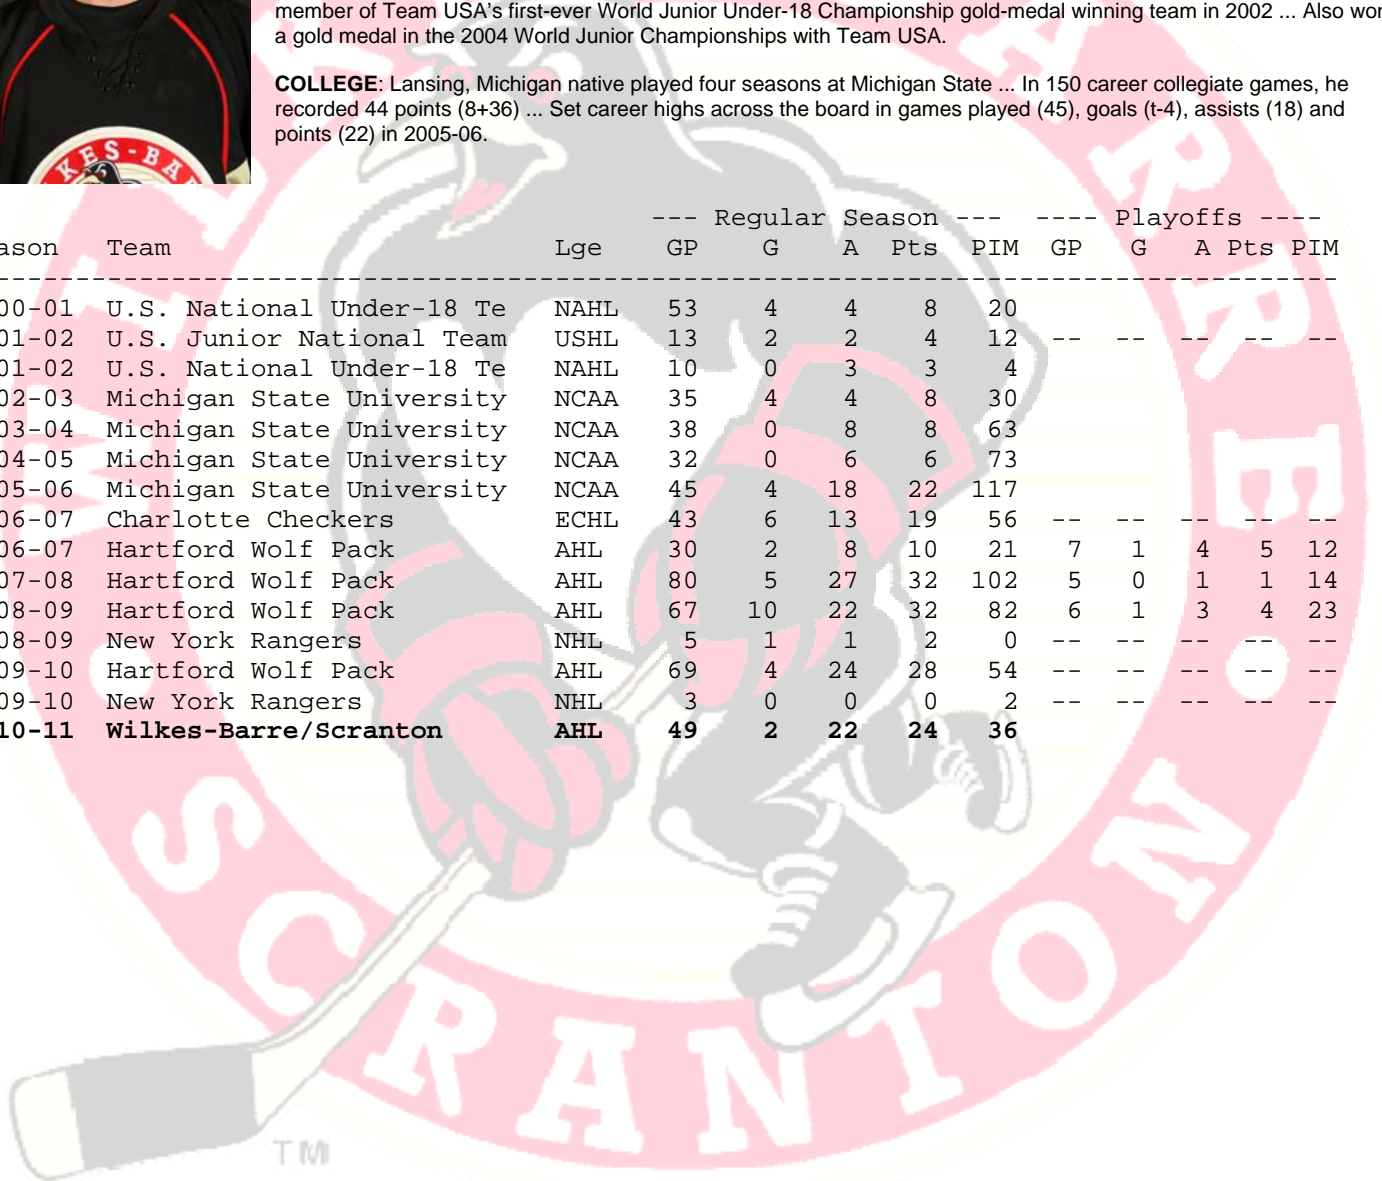 member of Team USA's first-ever World Junior Under-18 Championship gold-medal winning team in 2002 ... Also wor
a gold medal in the 2004 World Junior Championships with Team USA.
COLLEGE: Lansing, Michigan native played four seasons at Michigan State ... In 150 career collegiate games, he
recorded 44 points (8+36) ... Set career highs across the board in games played (45), goals (t-4), assists (18) and
points (22) in 2005-06.
KES-BA
--- Regular Season --- ---- Playoffs ----
ason Team Lge GP G A Pts PIM GP G A Pts PIM
00-01 U.S. National Under-18 Te NAHL 53 4 4 8 20
01-02 U.S. Junior National Team USHL 13 2 2 4 12 -- -- -- -- --
01-02 U.S. National Under-18 Te NAHL 10 0 3 3 4
02-03 Michigan State University NCAA 35 4 4 8 30
03-04 Michigan State University NCAA 38 0 8 8 63
04-05 Michigan State University NCAA 32 0 6 6 73
05-06 Michigan State University NCAA 45 4 18 22 117
06-07 Charlotte Checkers ECHL 43 6 13 19 56 -- -- -- -- --
06-07 Hartford Wolf Pack AHL 30 2 8 10 21 7 1 4 5 12
07-08 Hartford Wolf Pack AHL 80 5 27 32 102 5 0 1 1 14
08-09 Hartford Wolf Pack AHL 67 10 22 32 82 6 1 3 4 23
08-09 New York Rangers NHL 5 1 1 2 0 -- -- -- -- --
09-10 Hartford Wolf Pack AHL 69 4 24 28 54 -- -- -- -- --
09-10 New York Rangers NHL 3 0 0 0 2 -- -- -- -- --
10-11 Wilkes-Barre/Scranton AHL 49 2 22 24 36
SCRANTON
TM